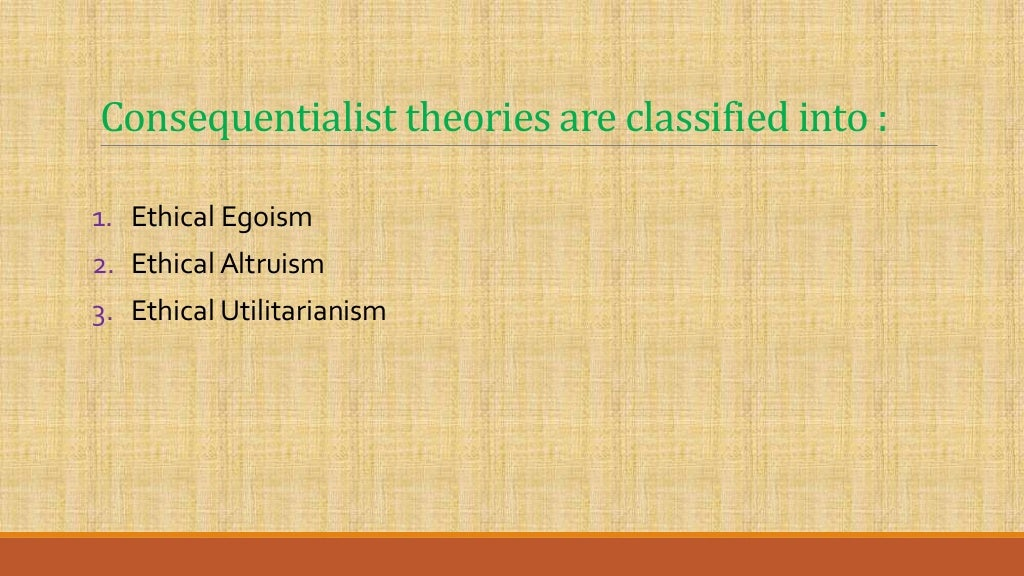 Consequentialist theories are classified into :
1. Ethical Egoism
2. Ethical Altruism
3. Ethical Utilitarianism